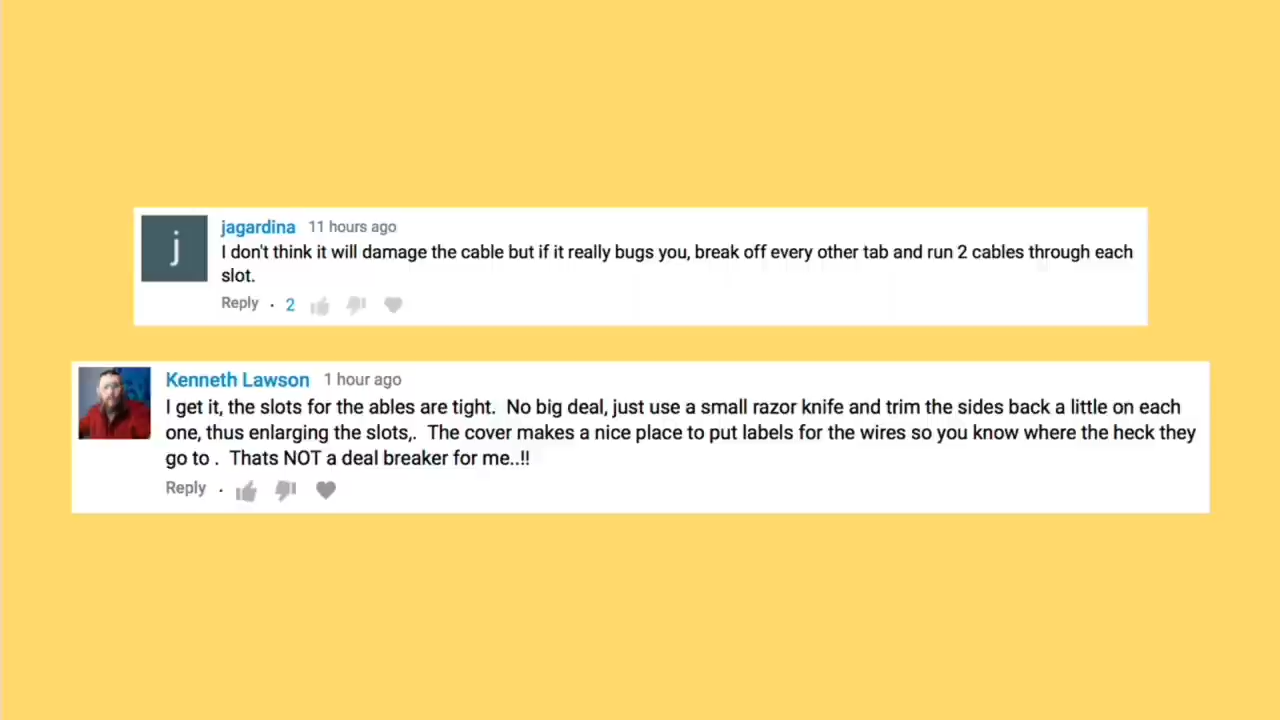 j
jagardina 11 hours ago
I don't think it will damage the cable but if it really bugs you, break off every other tab and run 2 cables through each
slot.
Reply · 2
Kenneth Lawson 1 hour ago
I get it, the slots for the ables are tight.  No big deal, just use a small razor knife and trim the sides back a little on each
one, thus enlarging the slots,.  The cover makes a nice place to put labels for the wires so you know where the heck they
go to .  Thats NOT a deal breaker for me..!!
Reply ·